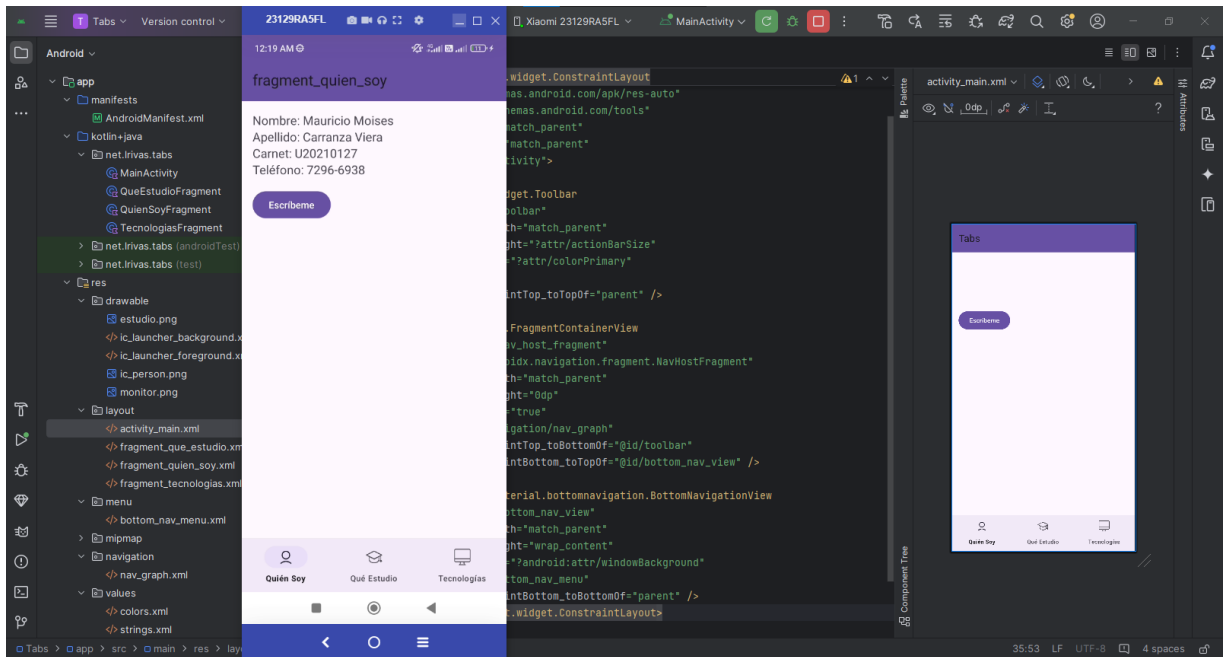 Tabs
Version control
23129RA5FL
Xiaomi 23129RA5FL
MainActivity
Android
app
manifests
AndroidManifest.xml
kotlin+java
net.lrivas.tabs
MainActivity
QueEstudioFragment
QuienSoyFragment
TecnologiasFragment
net.lrivas.tabs (androidTest)
net.lrivas.tabs (test)
res
drawable
estudio.png
ic_launcher_background.x
ic_launcher_foreground.x
ic_person.png
monitor.png
layout
activity_main.xml
fragment_que_estudio.xm
fragment_quien_soy.xml
fragment_tecnologias.xml
menu
bottom_nav_menu.xml
mipmap
navigation
nav_graph.xml
values
colors.xml
strings.xml
12:19 AM
fragment_quien_soy
Nombre: Mauricio Moises
Apellido: Carranza Viera
Carnet: U20210127
Teléfono: 7296-6938
Escríbeme
Quién Soy
Qué Estudio
Tecnologías
.widget.ConstraintLayout
mas.android.com/apk/res-auto"
hemas.android.com/tools"
match_parent"
"match_parent"
tivity">
dget.Toolbar
oolbar"
th="match_parent"
ght="?attr/actionBarSize"
="?attr/colorPrimary"
intTop_toTopOf="parent" />
.FragmentContainerView
av_host_fragment"
oidx.navigation.fragment.NavHostFragment"
th="match_parent"
ght="0dp"
="true"
igation/nav_graph"
intTop_toBottomOf="@id/toolbar"
intBottom_toTopOf="@id/bottom_nav_view" />
terial.bottomnavigation.BottomNavigationView
ottom_nav_view"
th="match_parent"
ght="wrap_content"
="?android:attr/windowBackground"
ttom_nav_menu"
intBottom_toBottomOf="parent" />
t.widget.ConstraintLayout>
1
Palette
Component Tree
activity_main.xml
0dp
?
Attributes
Tabs
Escríbeme
Quién Soy
Qué Estudio
Tecnologías
Tabs > app > src > main > res > lay
35:53
LF
UTF-8
4 spaces